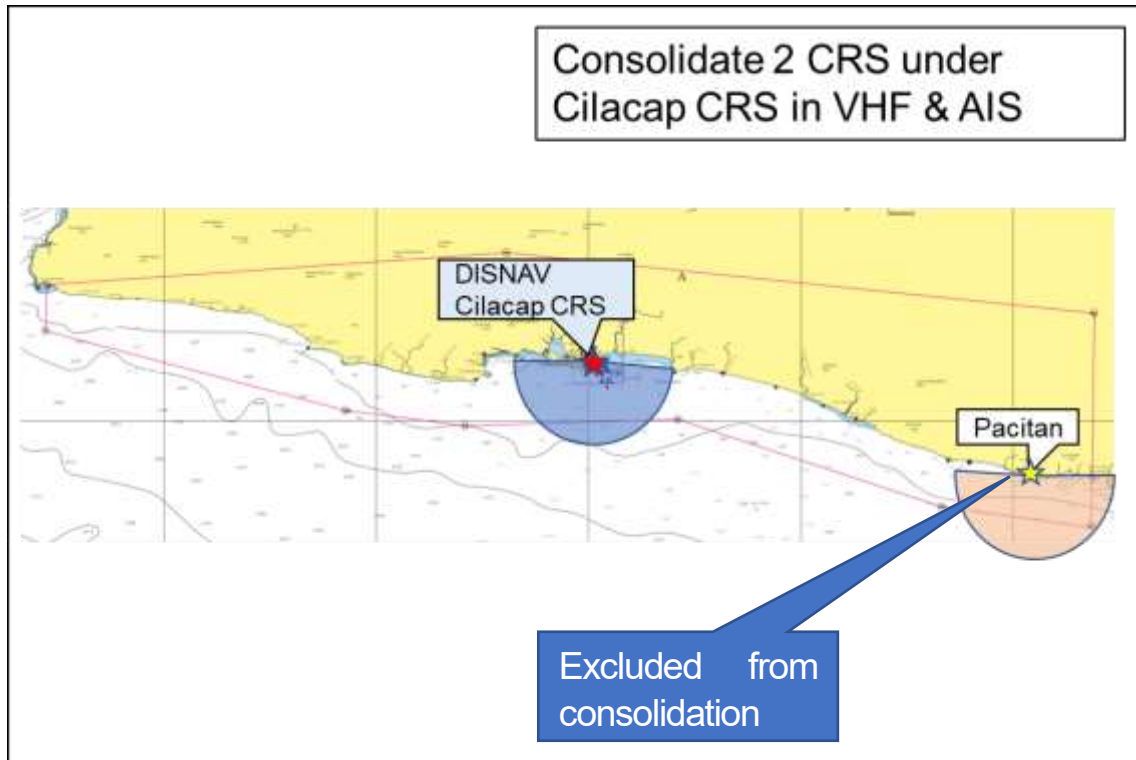 Consolidate 2 CRS under
Cilacap CRS in VHF & AIS
DISNAV
Cilacap CRS
A
Pacitan
Excluded from
consolidation